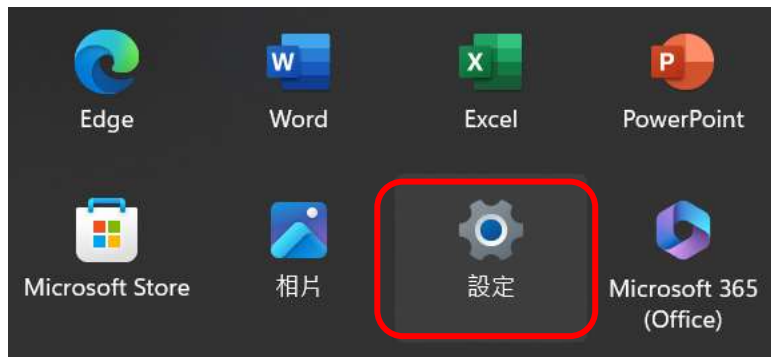 Edge Word Excel PowerPoint
Microsoft Store 相片 設定 Microsoft 365
(Office)